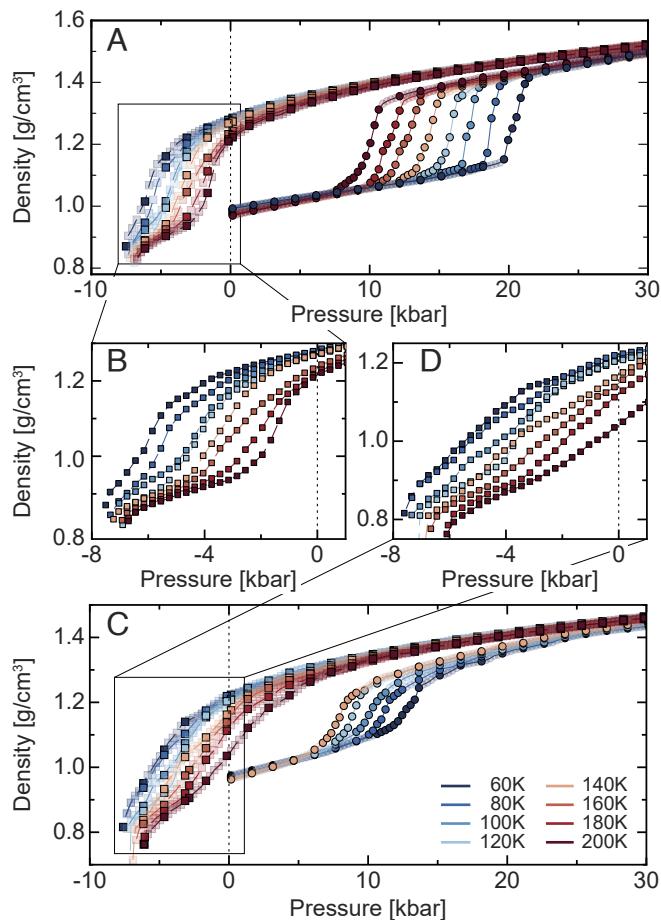 A
Density [g/cm³]
1.6
1.4
1.2
1.0
0.8
-10 0 10 20 30
Pressure [kbar]
B
Density [g/cm³]
1.2
1.0
0.8
-8 -4 0
Pressure [kbar]
D
1.2
1.0
0.8
-8 -4 0
Pressure [kbar]
C
Density [g/cm³]
1.4
1.2
1.0
0.8
-10 0 10 20 30
Pressure [kbar]
60K 140K
80K 160K
100K 180K
120K 200K